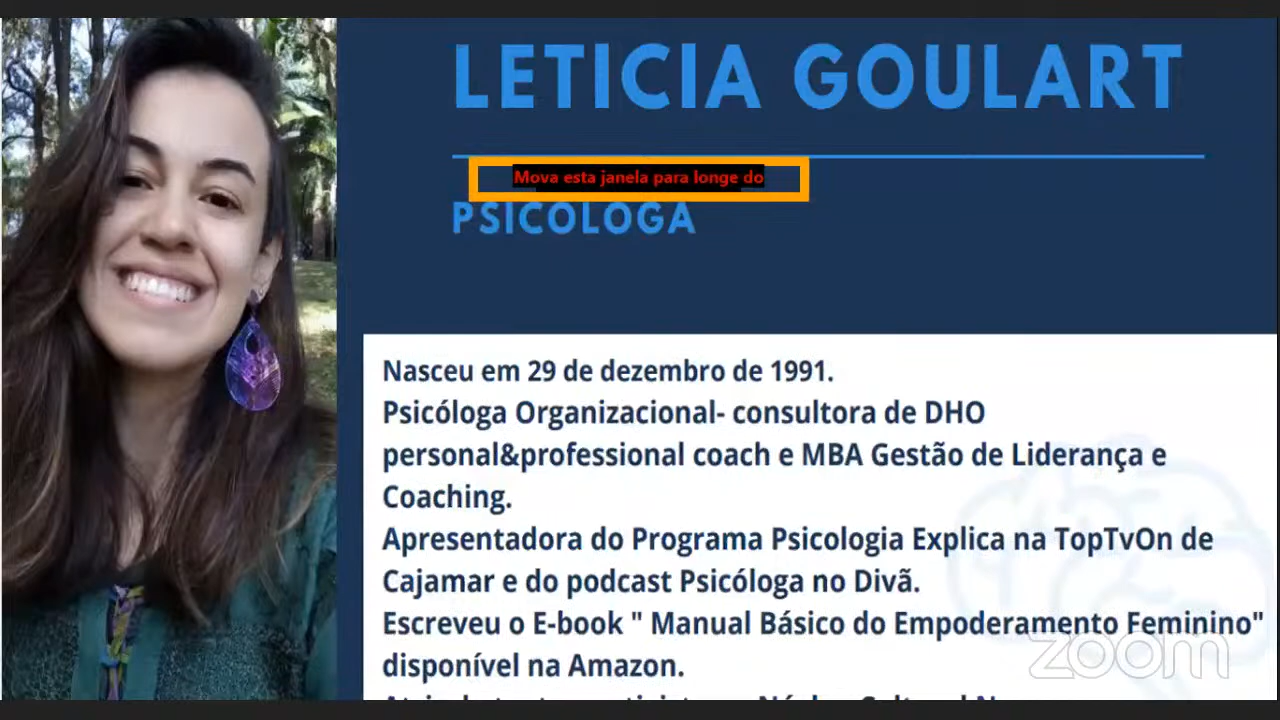 LETICIA GOULART
Mova esta janela para longe do
PSICÓLOGA
Nasceu em 29 de dezembro de 1991.
Psicóloga Organizacional- consultora de DHO
personal&professional coach e MBA Gestão de Liderança e
Coaching.
Apresentadora do Programa Psicologia Explica na TopTvOn de
Cajamar e do podcast Psicóloga no Divã.
Escreveu o E-book " Manual Básico do Empoderamento Feminino"
disponível na Amazon.
zoom